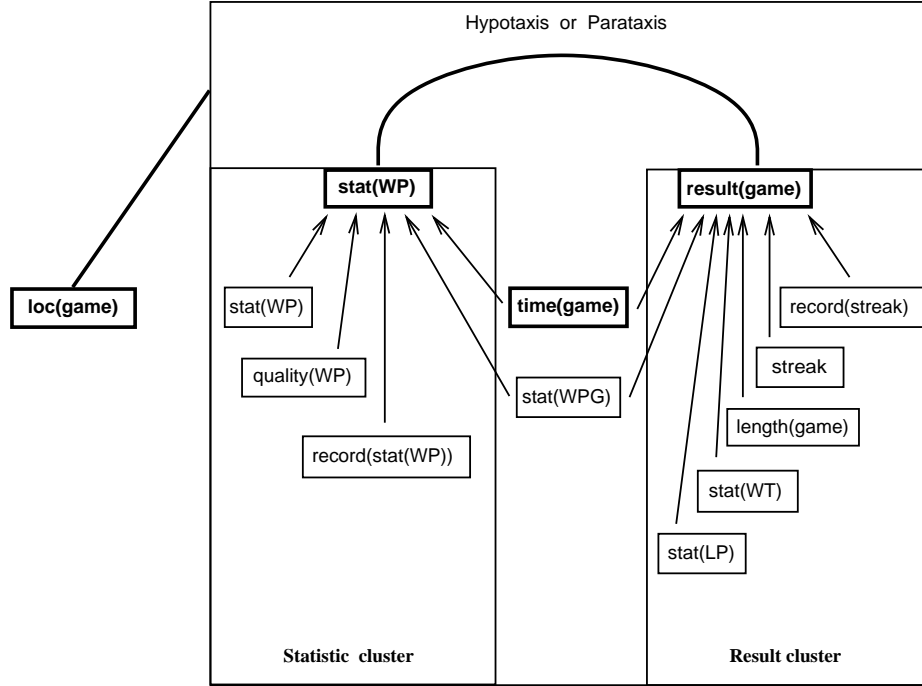 Hypotaxis or Parataxis
stat(WP)
result(game)
loc(game)
stat(WP)
time(game)
record(streak)
quality(WP)
stat(WPG)
streak
length(game)
record(stat(WP))
stat(WT)
stat(LP)
Statistic cluster
Result cluster